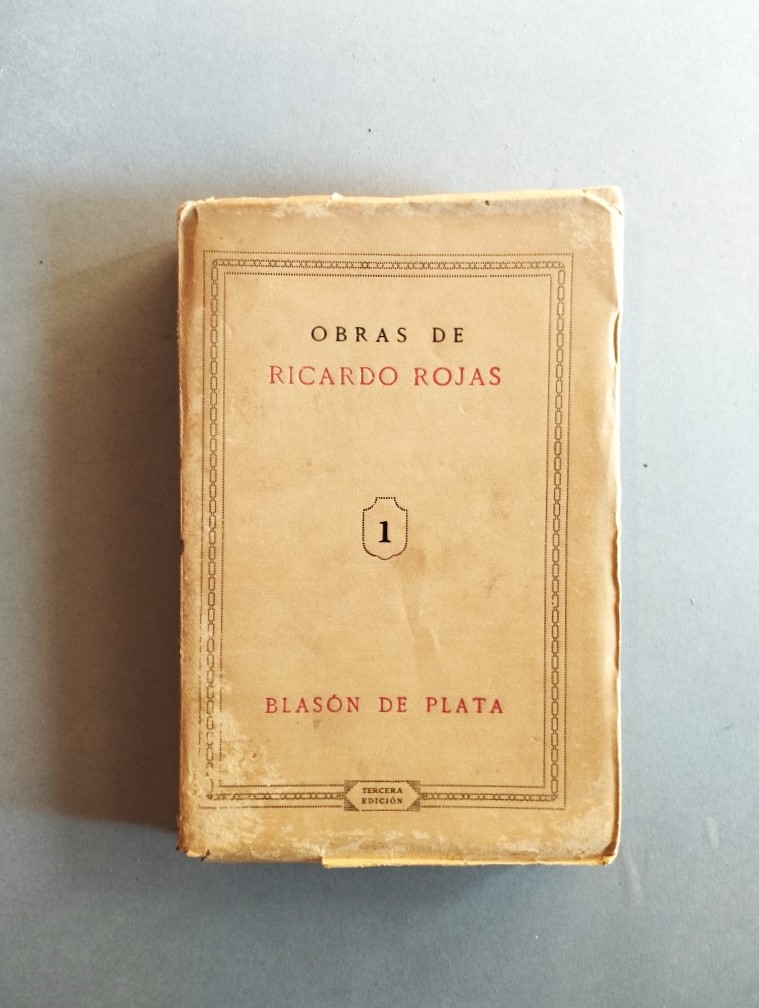 OBRAS DE
RICARDO ROJAS
1
BLASÓN DE PLATA
TERCERA
EDICIÓN